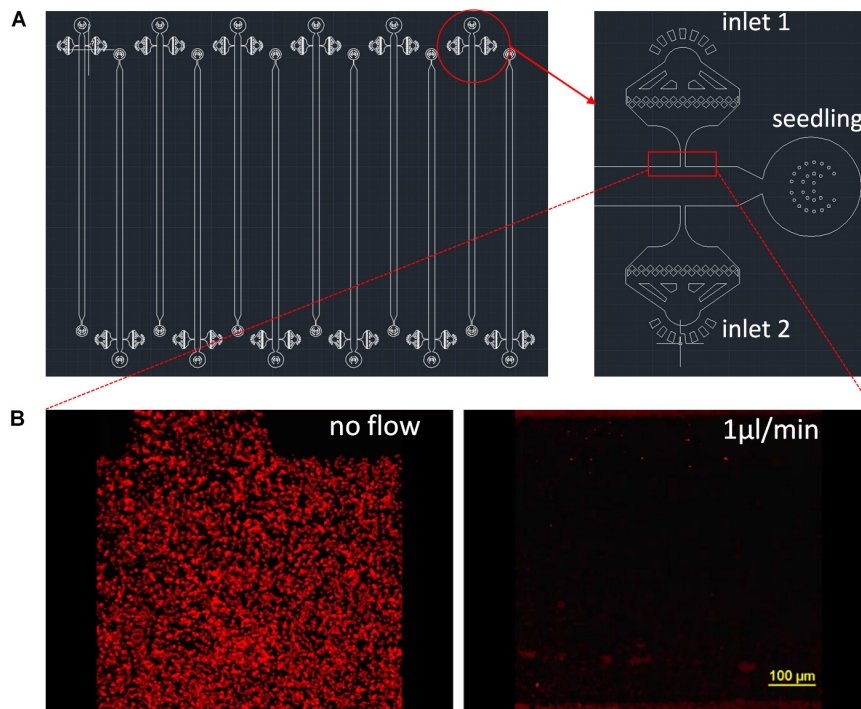 A
inlet 1
seedling
inlet 2
B
no flow
1µl/min
100 µm